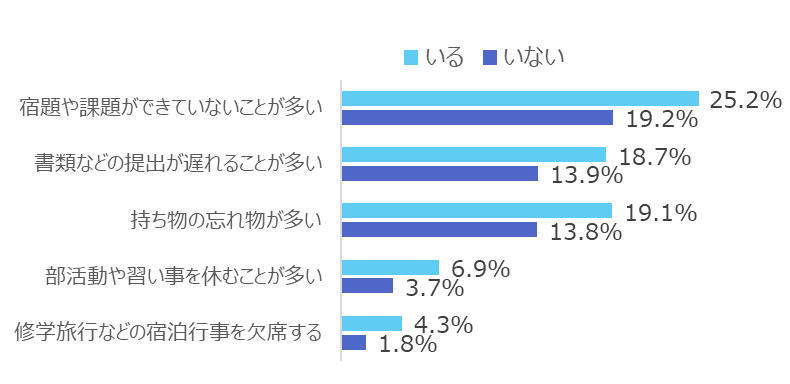 いる いない
宿題や課題ができていないことが多い 25.2%
19.2%
書類などの提出が遅れることが多い 18.7%
13.9%
持ち物の忘れ物が多い 19.1%
13.8%
部活動や習い事を休むことが多い 6.9%
3.7%
修学旅行などの宿泊行事を欠席する 4.3%
1.8%